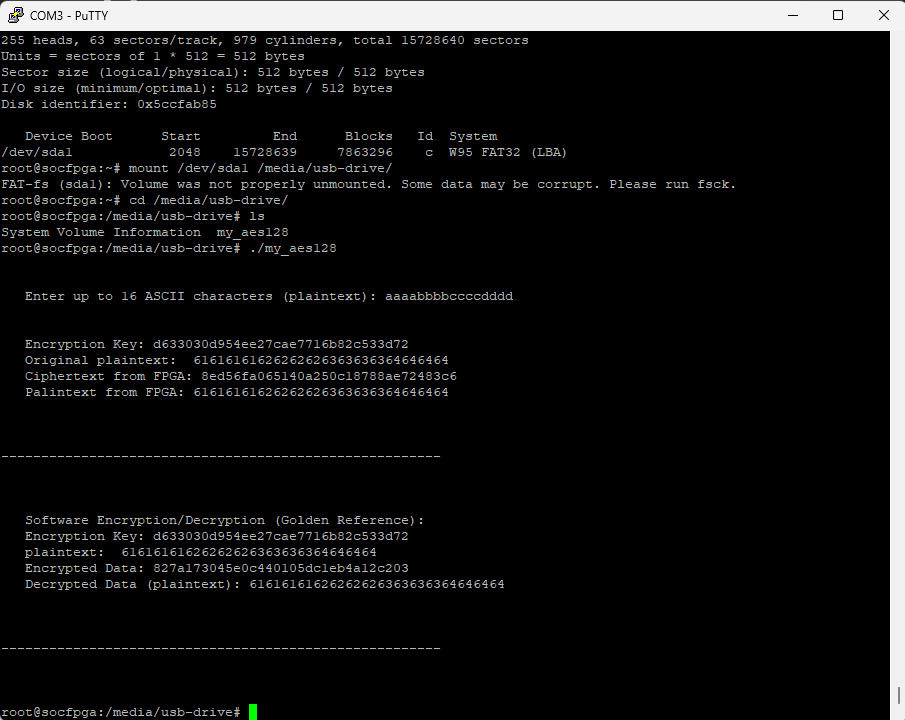 COM3 - PuTTY
255 heads, 63 sectors/track, 979 cylinders, total 15728640 sectors
Units = sectors of 1 * 512 = 512 bytes
Sector size (logical/physical): 512 bytes / 512 bytes
I/O size (minimum/optimal): 512 bytes / 512 bytes
Disk identifier: 0x5ccfab85
Device Boot Start End Blocks Id System
/dev/sda1 2048 15728639 7863296 c W95 FAT32 (LBA)
root@socfpga:~# mount /dev/sda1 /media/usb-drive/
FAT-fs (sda1): Volume was not properly unmounted. Some data may be corrupt. Please run fsck.
root@socfpga:~# cd /media/usb-drive/
root@socfpga:/media/usb-drive# ls
System Volume Information  my_aes128
root@socfpga:/media/usb-drive# ./my_aes128
Enter up to 16 ASCII characters (plaintext): aaaabbbbccccdddd
Encryption Key: d633030d954ee27cae7716b82c533d72
Original plaintext:  61616161626262626363636364646464
Ciphertext from FPGA: 8ed56fa065140a250c18788ae72483c6
Palintext from FPGA: 61616161626262626363636364646464
-------------------------------------------------------
Software Encryption/Decryption (Golden Reference):
Encryption Key: d633030d954ee27cae7716b82c533d72
plaintext:  61616161626262626363636364646464
Encrypted Data: 827a173045e0c440105dc1eb4a12c203
Decrypted Data (plaintext): 61616161626262626363636364646464
-------------------------------------------------------
root@socfpga:/media/usb-drive#